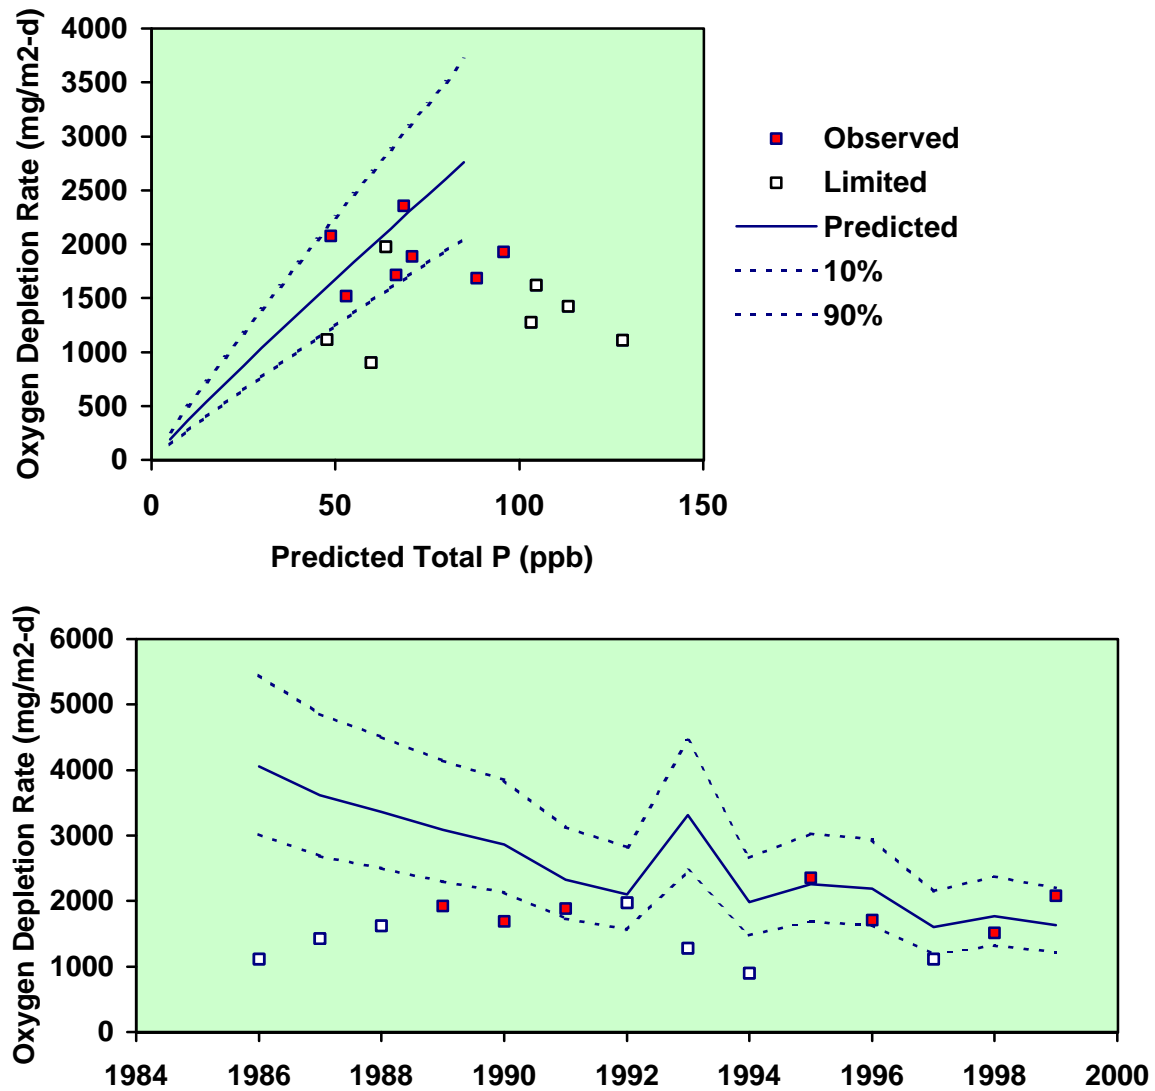 Oxygen Depletion Rate (mg/m2-d)
4000
3500
3000
2500
2000
1500
1000
500
0
0 50 100 150
Predicted Total P (ppb)
Observed
Limited
Predicted
10%
90%
Oxygen Depletion Rate (mg/m2-d)
6000
5000
4000
3000
2000
1000
0
1984 1986 1988 1990 1992 1994 1996 1998 2000